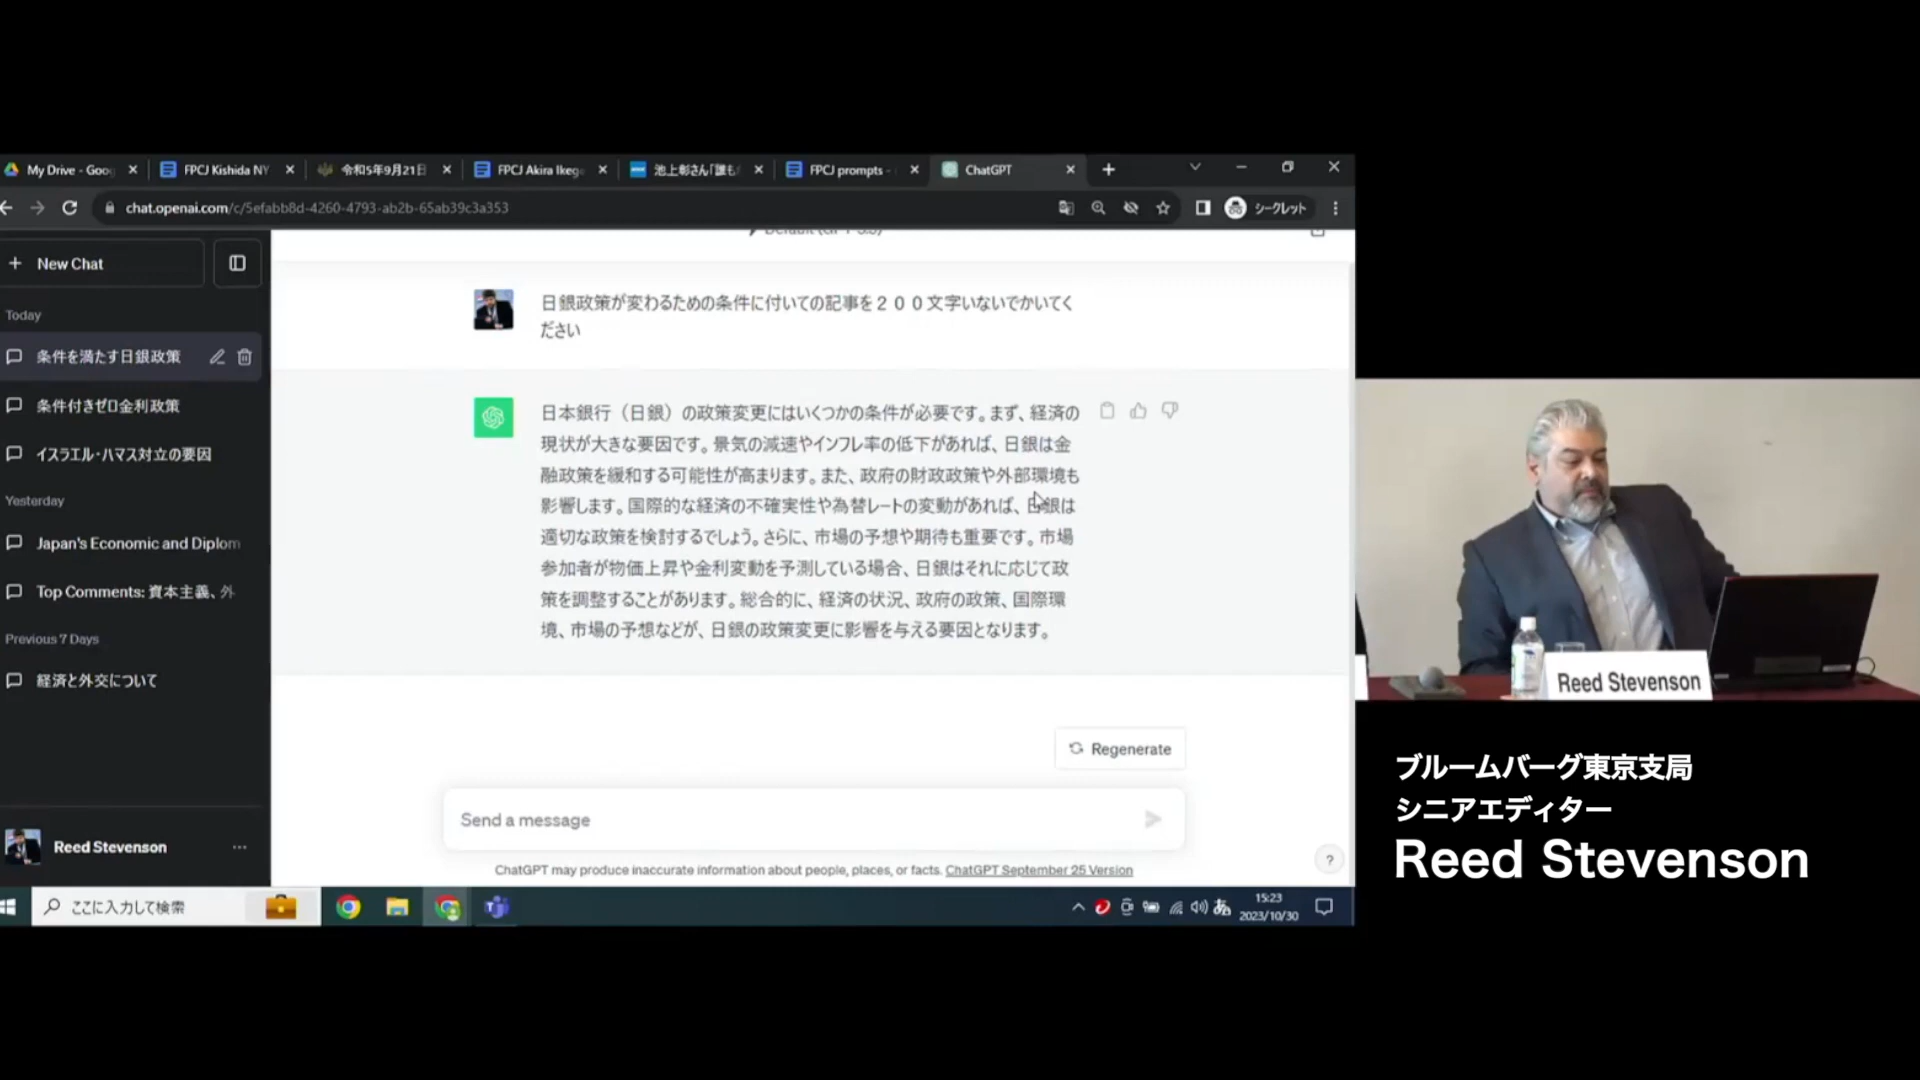 My Drive - Goog
FPCJ Kishida NY
令和5年9月21日
FPCJ Akira Ikeg
池上彰さん「誰も
FPCJ prompts -
ChatGPT
chat.openai.com/c/5efabb8d-4260-4793-ab2b-65ab39c3a353
シークレット
New Chat
Today
条件を満たす日銀政策
条件付きゼロ金利政策
イスラエル・ハマス対立の要因
Yesterday
Japan's Economic and Diplom
Top Comments: 資本主義、外
Previous 7 Days
経済と外交について
Reed Stevenson
Default (GPT-3.5)
日銀政策が変わるための条件に付いての記事を２００文字いないでかいてく
ださい
日本銀行（日銀）の政策変更にはいくつかの条件が必要です。まず、経済の
現状が大きな要因です。景気の減速やインフレ率の低下があれば、日銀は金
融政策を緩和する可能性が高まります。また、政府の財政政策や外部環境も
影響します。国際的な経済の不確実性や為替レートの変動があれば、日銀は
適切な政策を検討するでしょう。さらに、市場の予想や期待も重要です。市場
参加者が物価上昇や金利変動を予測している場合、日銀はそれに応じて政
策を調整することがあります。総合的に、経済の状況、政府の政策、国際環
境、市場の予想などが、日銀の政策変更に影響を与える要因となります。
Regenerate
Send a message
ChatGPT may produce inaccurate information about people, places, or facts. ChatGPT September 25 Version
?
ここに入力して検索
あ
15:23
2023/10/30
Reed Stevenson
ブルームバーグ東京支局
シニアエディター
Reed Stevenson